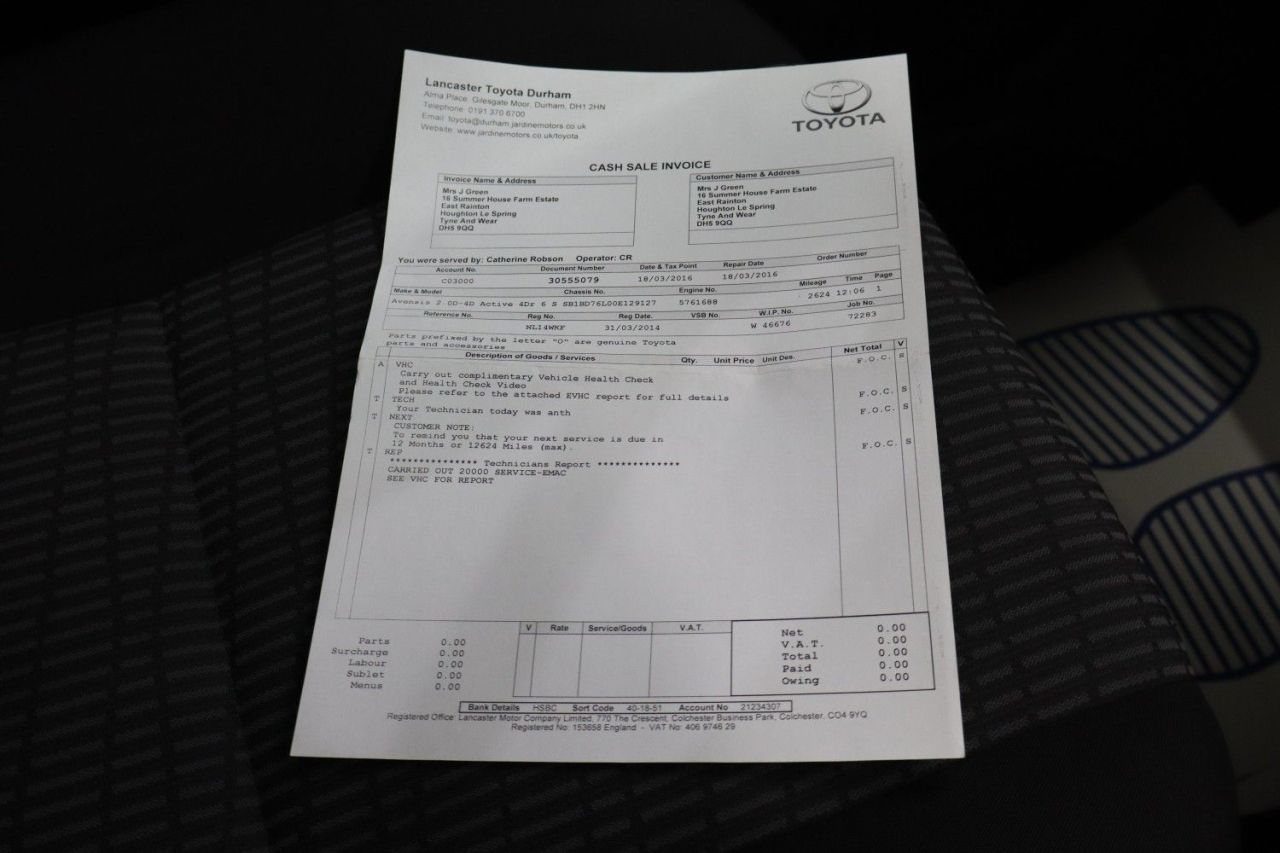 Lancaster Toyota Durham
Alma Place, Gilesgate Moor, Durham, DH1 2HN
Telephone: 0191 370 6700
Email: toyota@durham.jardinemotors.co.uk
Website: www.jardinemotors.co.uk/toyota
TOYOTA
CASH SALE INVOICE
Invoice Name & Address
Mrs J Green
16 Summer House Farm Estate
East Rainton
Houghton Le Spring
Tyne And Wear
DH5 9QQ
Customer Name & Address
Mrs J Green
16 Summer House Farm Estate
East Rainton
Houghton Le Spring
Tyne And Wear
DH5 9QQ
You were served by: Catherine Robson Operator: CR
Account No. Document Number Date & Tax Point Repair Date Order Number
C03000 30555079 18/03/2016 18/03/2016
Make & Model Chassis No. Engine No. Mileage Time Page
Avensis 2.0D-4D Active 4Dr 6 S SB1BD76L00E129127 5761688 2624 12:06 1
Reference No. Reg No. Reg Date. VSB No. W.I.P. No. Job No.
NL14WKF 31/03/2014 W 46676 72283
Parts prefixed by the letter "O" are genuine Toyota
parts and accessories
Description of Goods / Services Qty. Unit Price Unit Des. Net Total V
A VHC F.O.C. S
Carry out complimentary Vehicle Health Check
and Health Check Video
Please refer to the attached EVHC report for full details
T TECH F.O.C. S
Your Technician today was anth
T NEXT F.O.C. S
CUSTOMER NOTE:
To remind you that your next service is due in
12 Months or 12624 Miles (max).
T REP F.O.C. S
*************** Technicians Report **************
CARRIED OUT 20000 SERVICE-EMAC
SEE VHC FOR REPORT
Parts 0.00
Surcharge 0.00
Labour 0.00
Sublet 0.00
Menus 0.00
V Rate Service/Goods V.A.T.
Net 0.00
V.A.T. 0.00
Total 0.00
Paid 0.00
Owing 0.00
Bank Details HSBC Sort Code 40-18-51 Account No 21234307
Registered Office: Lancaster Motor Company Limited, 770 The Crescent, Colchester Business Park, Colchester, CO4 9YQ
Registered No: 153658 England - VAT No: 406 9746 29